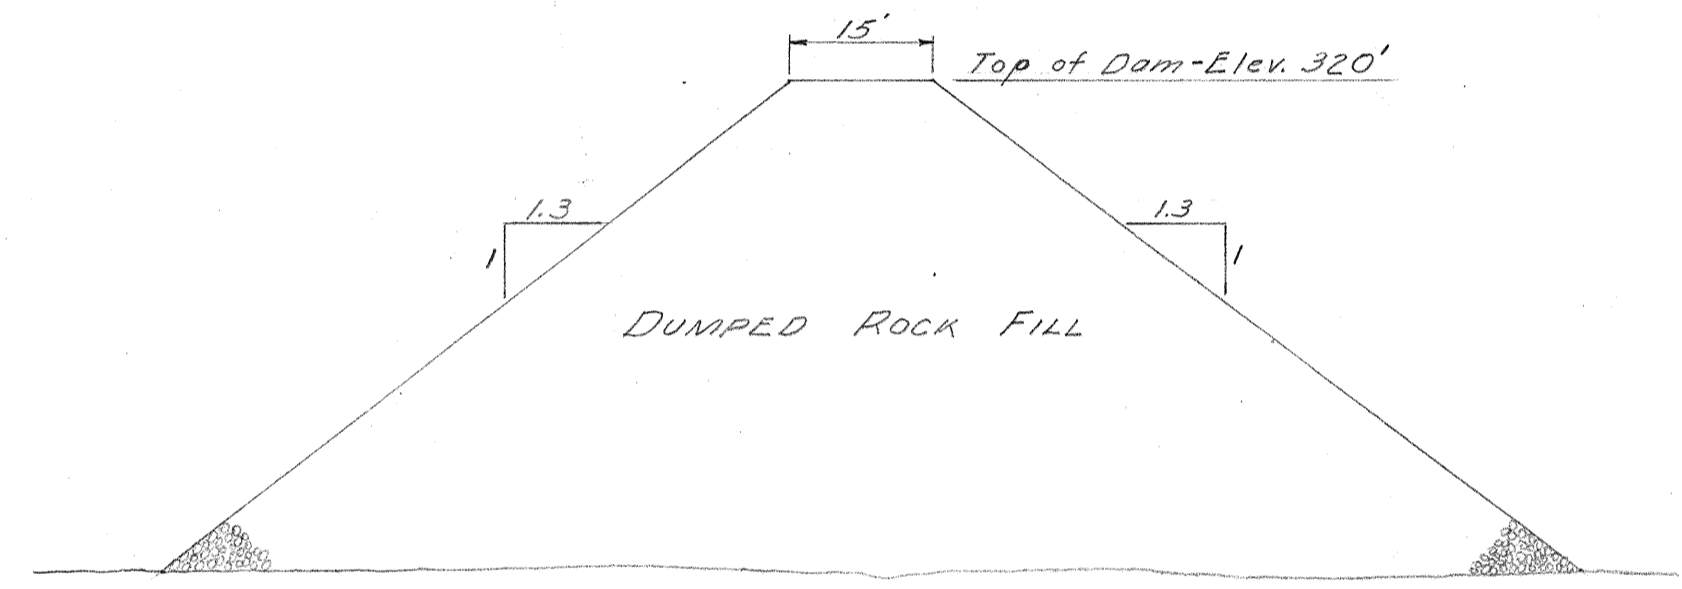 15'
Top of Dam-Elev. 320'
1.3
1.3
1
1
DUMPED ROCK FILL